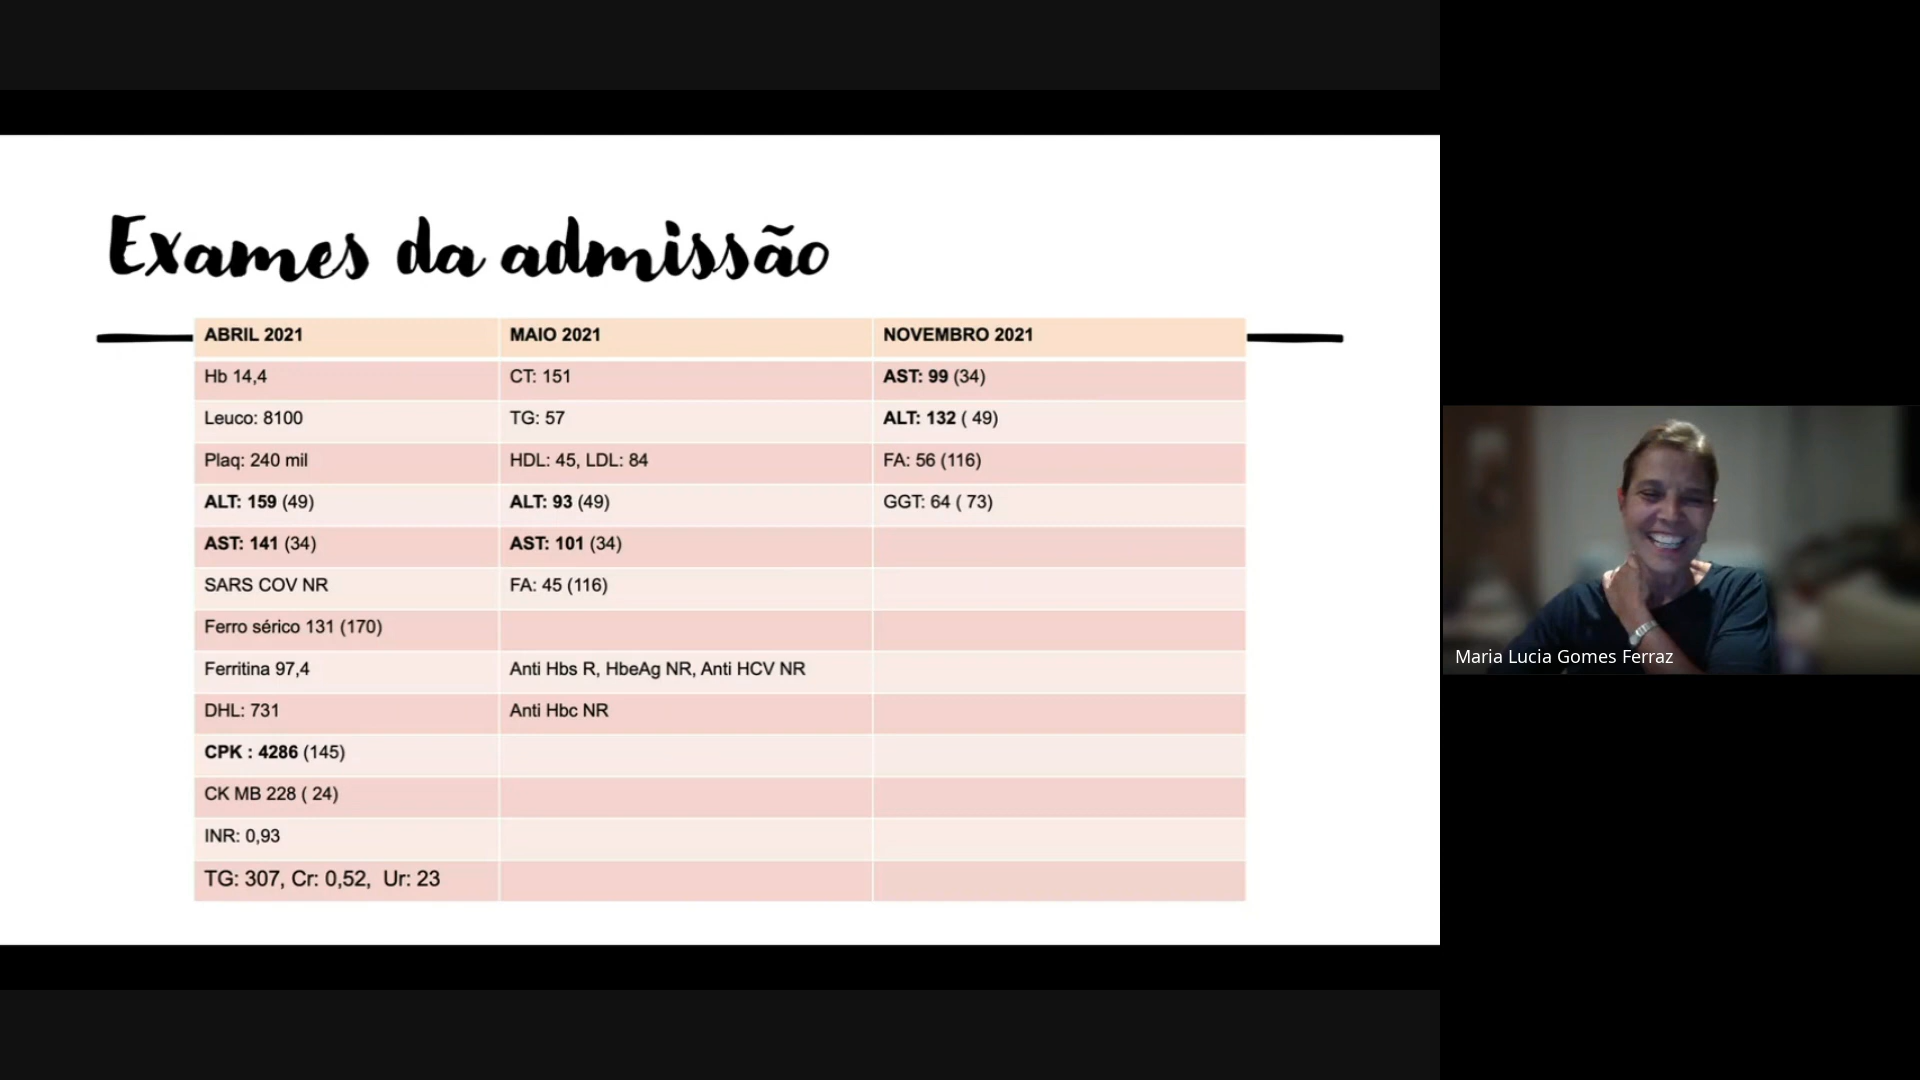 Exames da admissão
ABRIL 2021 MAIO 2021 NOVEMBRO 2021
Hb 14,4 CT: 151 AST: 99 (34)
Leuco: 8100 TG: 57 ALT: 132 ( 49)
Plaq: 240 mil HDL: 45, LDL: 84 FA: 56 (116)
ALT: 159 (49) ALT: 93 (49) GGT: 64 ( 73)
AST: 141 (34) AST: 101 (34)
SARS COV NR FA: 45 (116)
Ferro sérico 131 (170)
Ferritina 97,4 Anti Hbs R, HbeAg NR, Anti HCV NR
DHL: 731 Anti Hbc NR
CPK : 4286 (145)
CK MB 228 ( 24)
INR: 0,93
TG: 307, Cr: 0,52, Ur: 23
Maria Lucia Gomes Ferraz